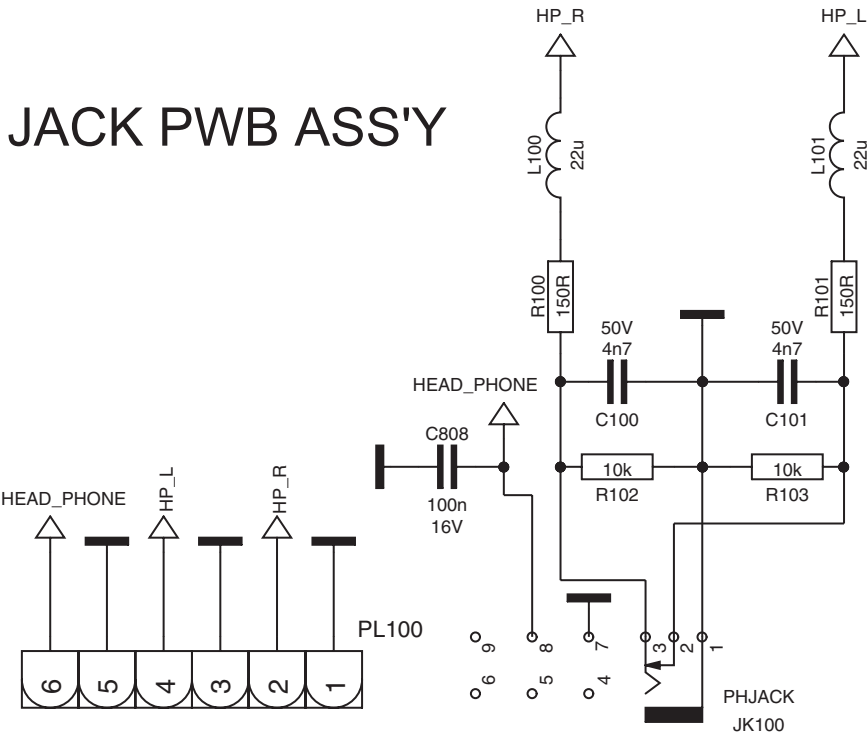 HP_R
HP_L
JACK PWB ASS'Y
L100
22u
L101
22u
R100
150R
R101
150R
50V
4n7
C100
50V
4n7
C101
HEAD_PHONE
C808
100n
16V
10k
R102
10k
R103
HEAD_PHONE
HP_L
HP_R
PL100
6
5
4
3
2
1
9
8
7
3
2
1
6
5
4
PHJACK
JK100